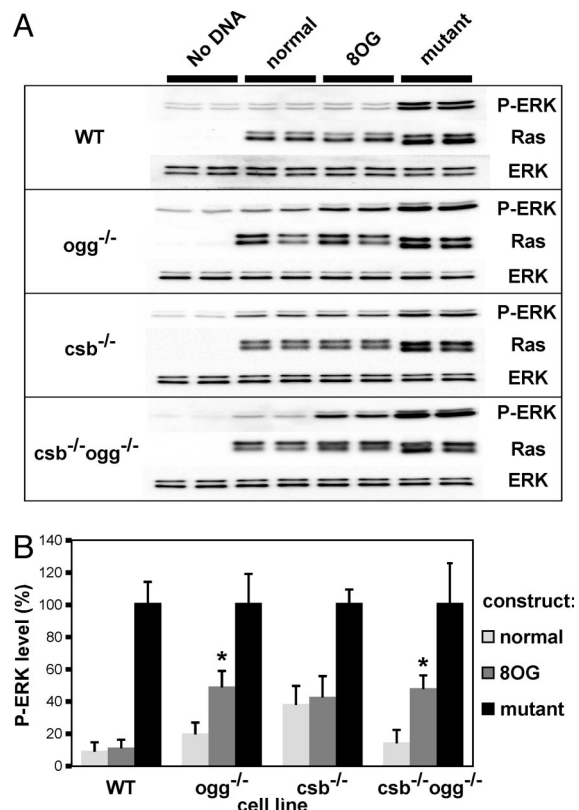 A
No DNA normal 8OG mutant
WT
P-ERK
Ras
ERK
ogg-/-
P-ERK
Ras
ERK
csb-/-
P-ERK
Ras
ERK
csb-/-ogg-/-
P-ERK
Ras
ERK
B
P-ERK level (%)
140
120
100
80
60
40
20
0
* *
WT ogg-/- csb-/- csb-/-ogg-/-
cell line
construct:
normal
8OG
mutant